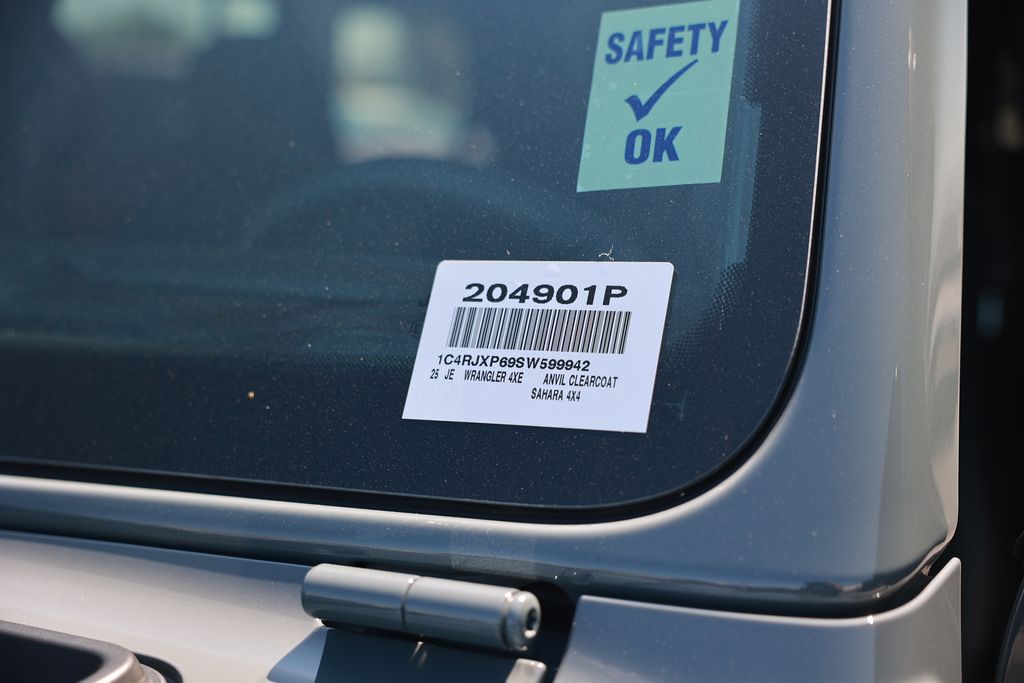 SAFETY
OK
204901P
1C4RJXP69SW599942
25 JE WRANGLER 4XE ANVIL CLEARCOAT
SAHARA 4X4